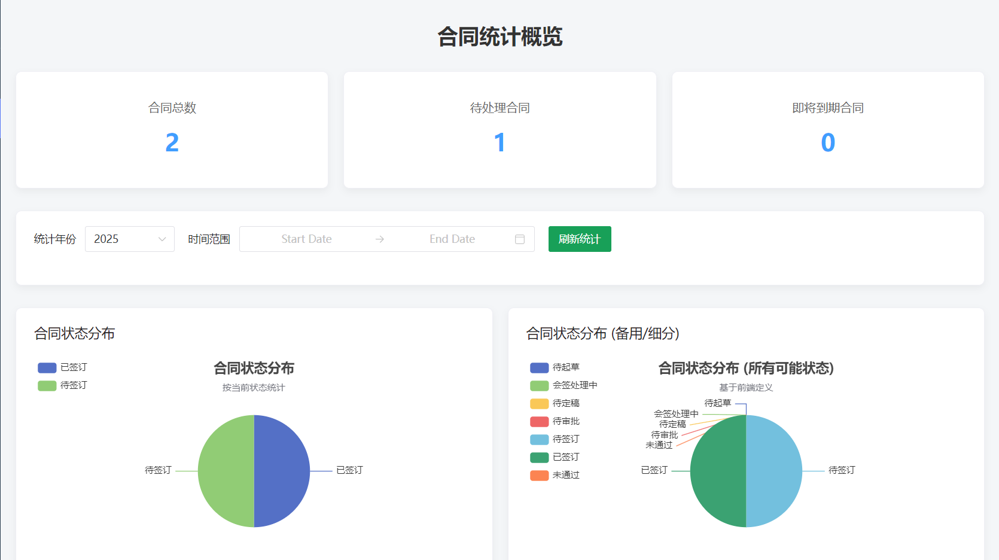 合同统计概览
合同总数
2
待处理合同
1
即将到期合同
0
统计年份 2025 时间范围 Start Date End Date 刷新统计
合同状态分布
已签订
待签订
合同状态分布
按当前状态统计
待签订
已签订
合同状态分布 (备用/细分)
待起草
会签处理中
待定稿
待审批
待签订
已签订
未通过
合同状态分布 (所有可能状态)
基于前端定义
待起草
会签处理中
待定稿
待审批
未通过
已签订
待签订